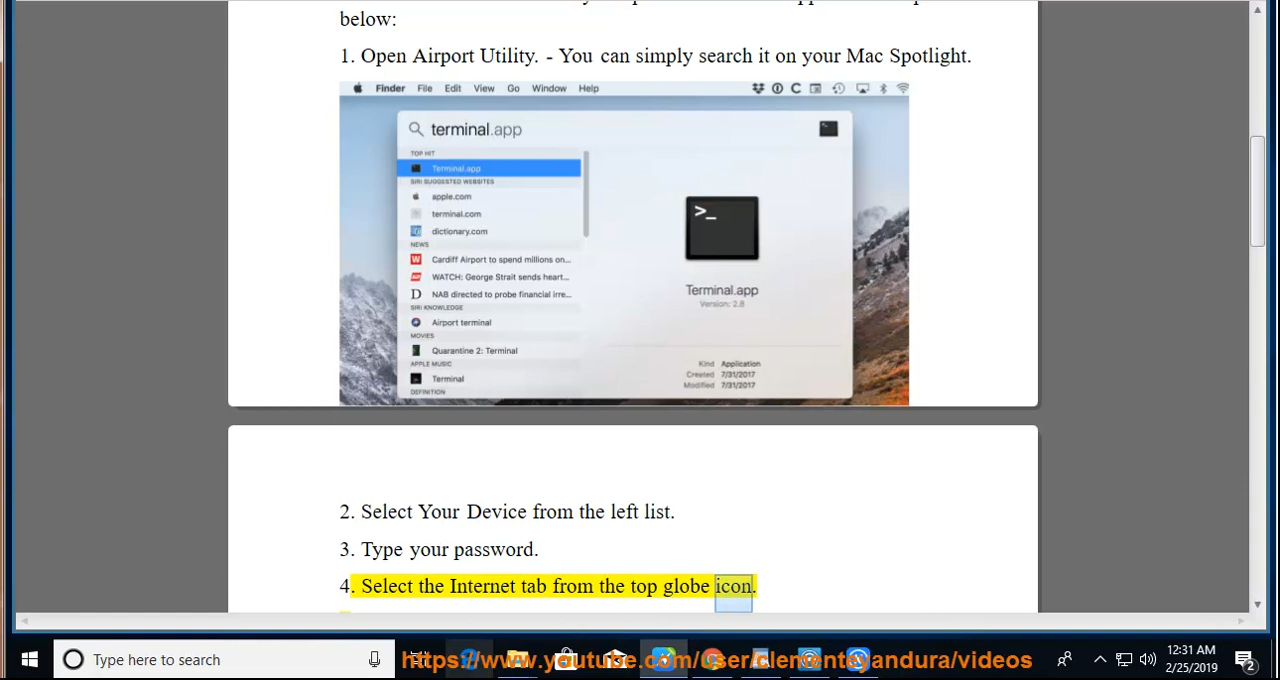 below:
1. Open Airport Utility. - You can simply search it on your Mac Spotlight.
Finder File Edit View Go Window Help
terminal.app
TOP HIT
Terminal.app
SIRI SUGGESTED WEBSITES
apple.com
terminal.com
dictionary.com
NEWS
Cardiff Airport to spend millions on...
WATCH: George Strait sends heart...
NAB directed to probe financial irre...
SIRI KNOWLEDGE
Airport terminal
MOVIES
Quarantine 2: Terminal
APPLE MUSIC
Terminal
DEFINITION
Terminal.app
Version: 2.8
Kind Application
Created 7/31/2017
Modified 7/31/2017
2. Select Your Device from the left list.
3. Type your password.
4. Select the Internet tab from the top globe icon.
Type here to search
https://www.youtube.com/user/clementeyandura/videos
12:31 AM
2/25/2019
2